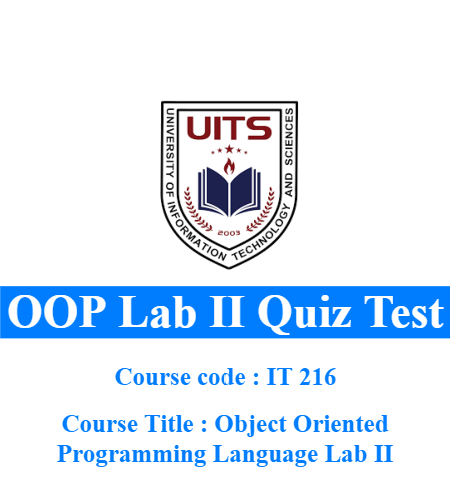 UITS
UNIVERSITY OF INFORMATION TECHNOLOGY AND SCIENCES
2003
OOP Lab II Quiz Test
Course code : IT 216
Course Title : Object Oriented
Programming Language Lab II